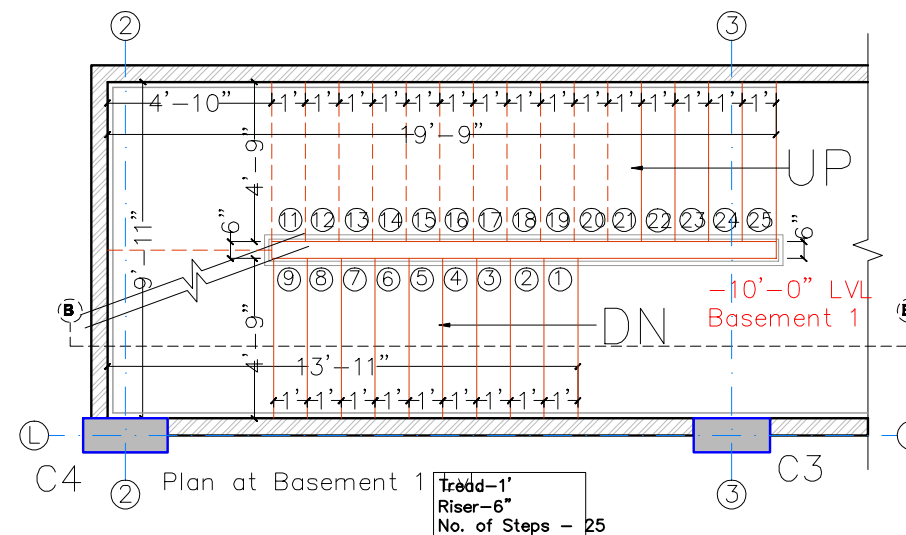 2 3
4'-10" 1' 1' 1' 1' 1' 1' 1' 1' 1' 1' 1' 1' 1' 1' 1'
19'-9"
4'-9" UP
9'-11" 6" 11 12 13 14 15 16 17 18 19 20 21 22 23 24 25 6"
9 8 7 6 5 4 3 2 1
-10'-0" LVL
Basement 1
B B
4'-9" DN
13'-11"
1' 1' 1' 1' 1' 1' 1' 1' 1'
L
C4 C3
2 3
Plan at Basement 1
Tread-1'
Riser-6"
No. of Steps - 25